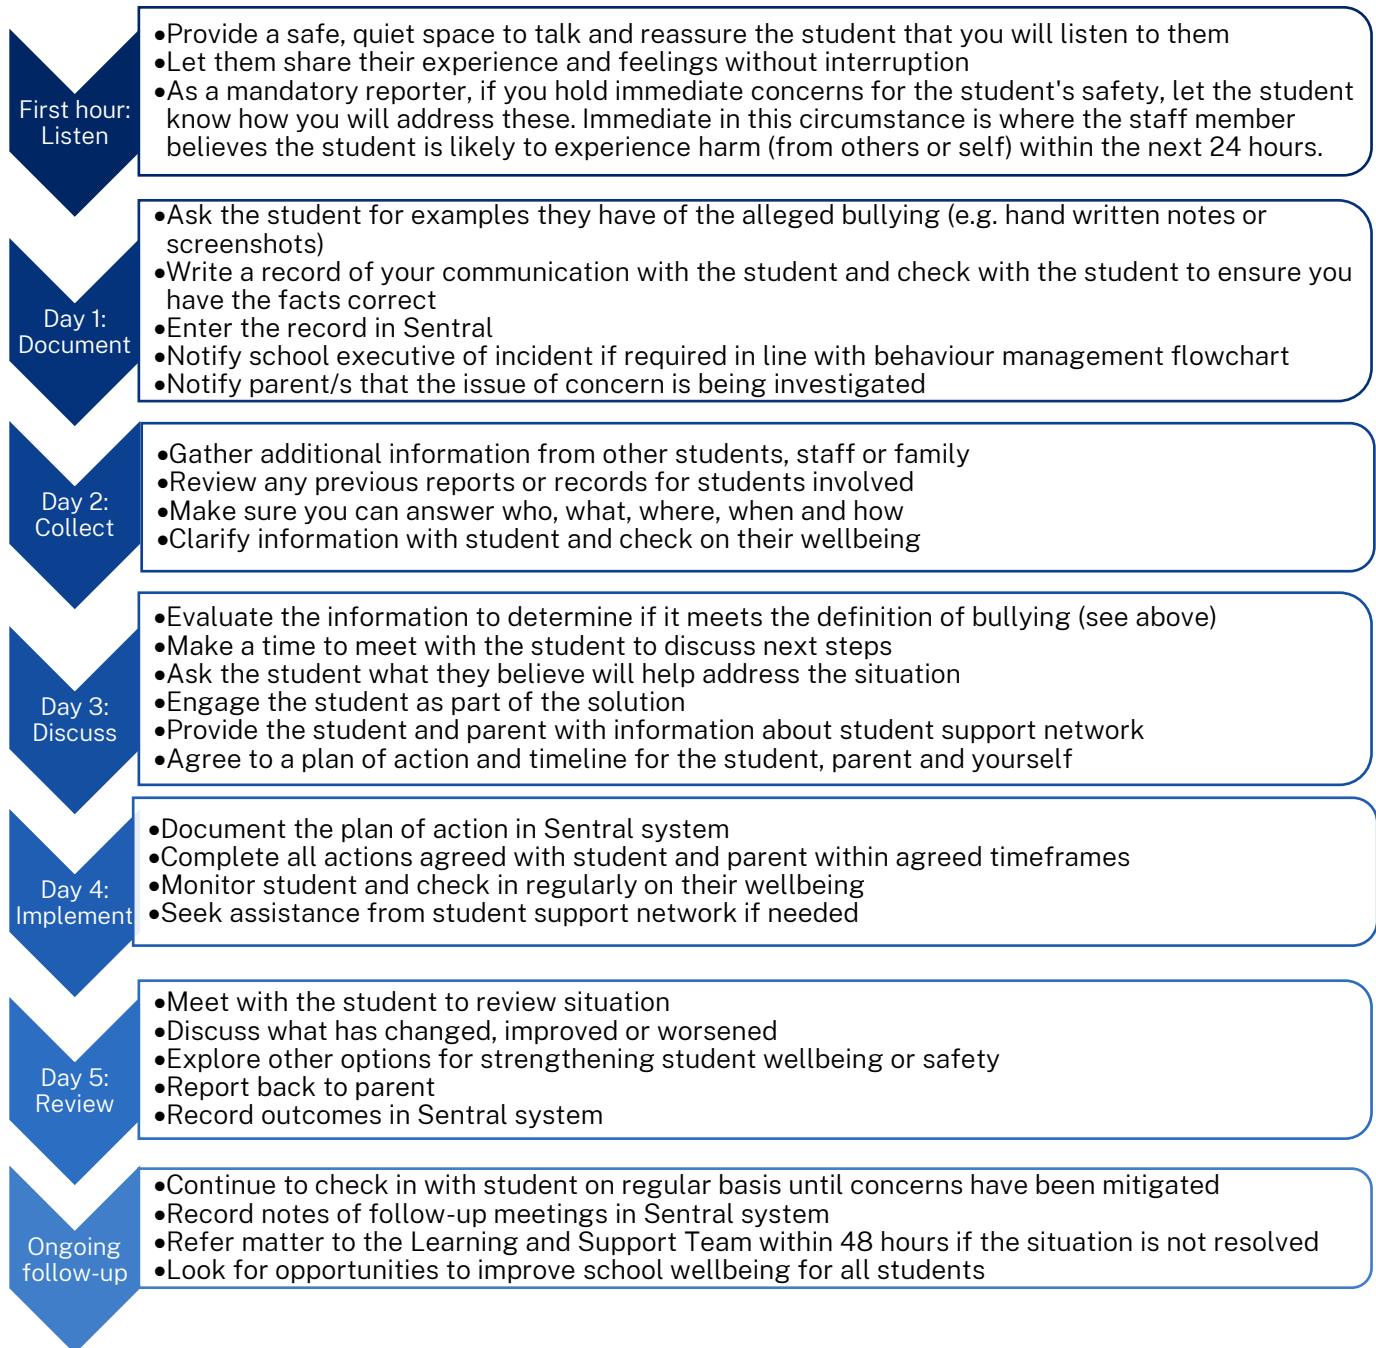 First hour:
Listen
•Provide a safe, quiet space to talk and reassure the student that you will listen to them
•Let them share their experience and feelings without interruption
•As a mandatory reporter, if you hold immediate concerns for the student's safety, let the student
know how you will address these. Immediate in this circumstance is where the staff member
believes the student is likely to experience harm (from others or self) within the next 24 hours.
Day 1:
Document
•Ask the student for examples they have of the alleged bullying (e.g. hand written notes or
screenshots)
•Write a record of your communication with the student and check with the student to ensure you
have the facts correct
•Enter the record in Sentral
•Notify school executive of incident if required in line with behaviour management flowchart
•Notify parent/s that the issue of concern is being investigated
Day 2:
Collect
•Gather additional information from other students, staff or family
•Review any previous reports or records for students involved
•Make sure you can answer who, what, where, when and how
•Clarify information with student and check on their wellbeing
Day 3:
Discuss
•Evaluate the information to determine if it meets the definition of bullying (see above)
•Make a time to meet with the student to discuss next steps
•Ask the student what they believe will help address the situation
•Engage the student as part of the solution
•Provide the student and parent with information about student support network
•Agree to a plan of action and timeline for the student, parent and yourself
Day 4:
Implement
•Document the plan of action in Sentral system
•Complete all actions agreed with student and parent within agreed timeframes
•Monitor student and check in regularly on their wellbeing
•Seek assistance from student support network if needed
Day 5:
Review
•Meet with the student to review situation
•Discuss what has changed, improved or worsened
•Explore other options for strengthening student wellbeing or safety
•Report back to parent
•Record outcomes in Sentral system
Ongoing
follow-up
•Continue to check in with student on regular basis until concerns have been mitigated
•Record notes of follow-up meetings in Sentral system
•Refer matter to the Learning and Support Team within 48 hours if the situation is not resolved
•Look for opportunities to improve school wellbeing for all students